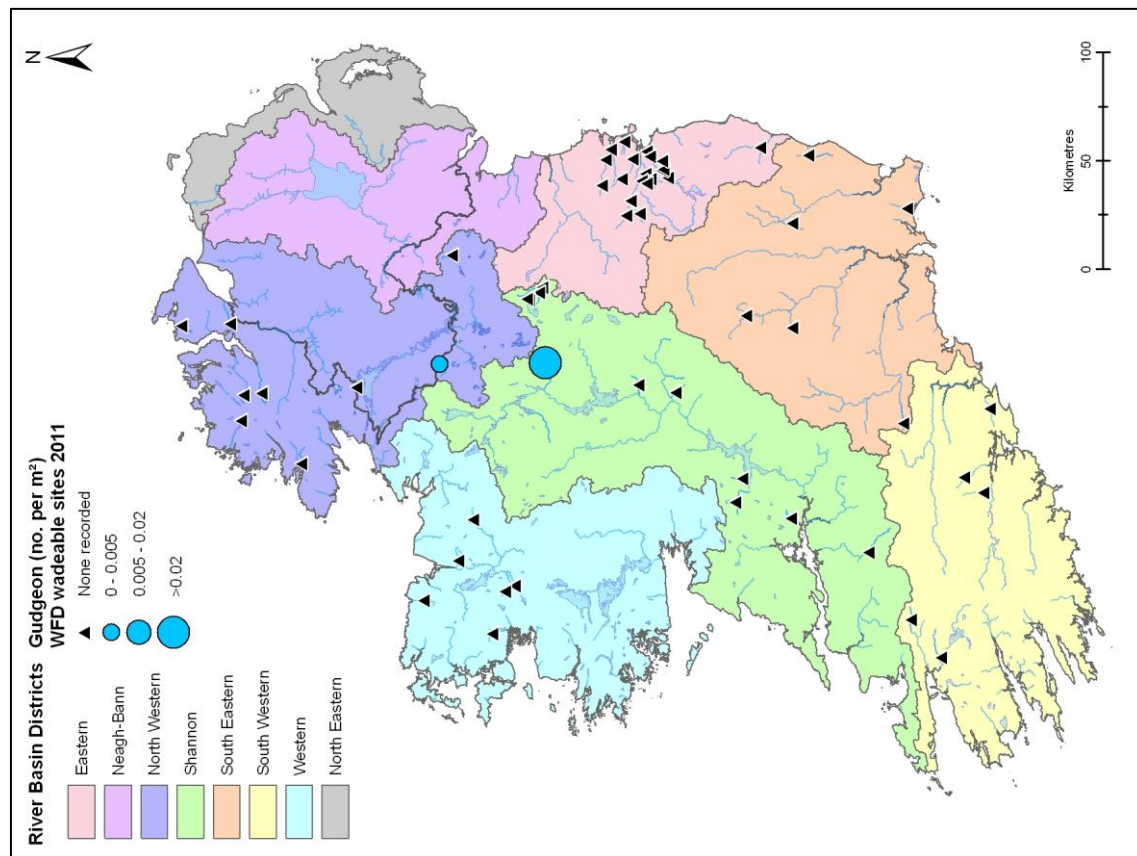 River Basin Districts
Eastern
Neagh-Bann
North Western
Shannon
South Eastern
South Western
Western
North Eastern
Gudgeon (no. per m²)
WFD wadeable sites 2011
None recorded
0 - 0.005
0.005 - 0.02
>0.02
N
0 50 100
Kilometres